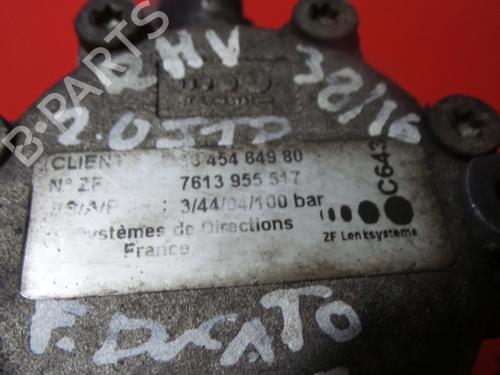 B-PARTS
RHV 38/16
2.0 JTD
CLIENT 454 849 80
N° ZF 7613 955 517
: 3/44/04/100 bar
Systèmes de Directions
France
C643
ZF Lenksysteme
F. DUCATO